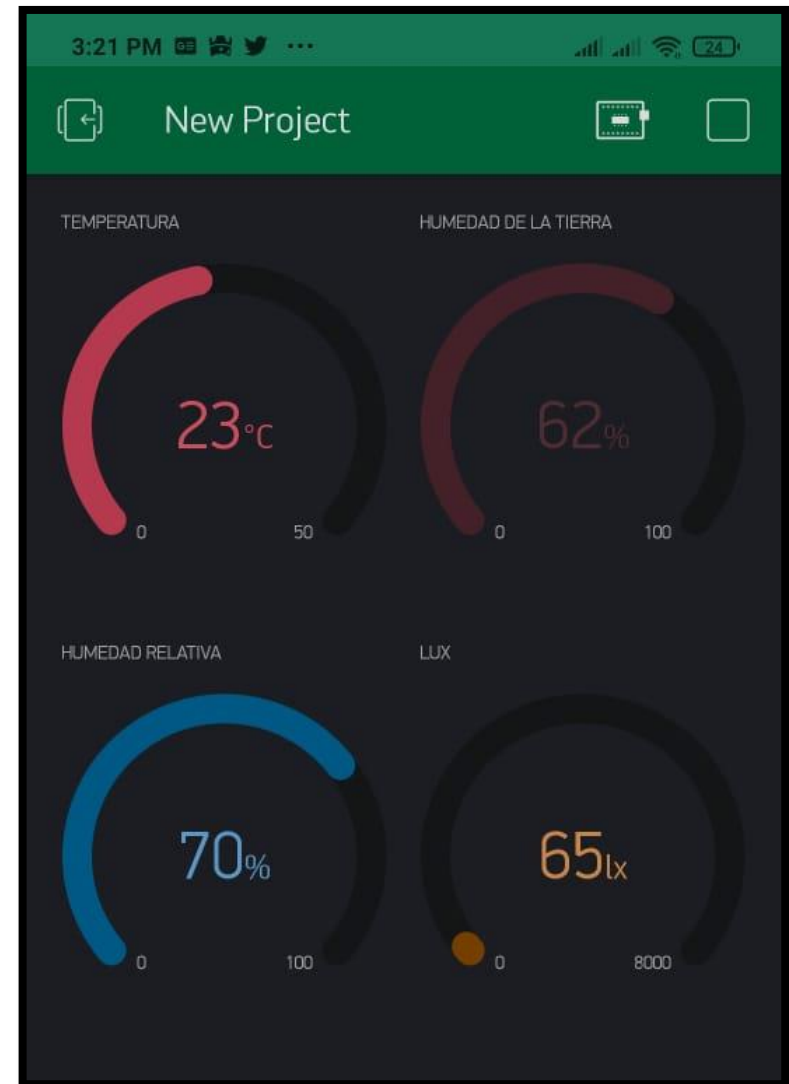 3:21 PM GE ... 24
New Project
TEMPERATURA
HUMEDAD DE LA TIERRA
23°C
62%
0 50
0 100
HUMEDAD RELATIVA
LUX
70%
65lx
0 100
0 8000